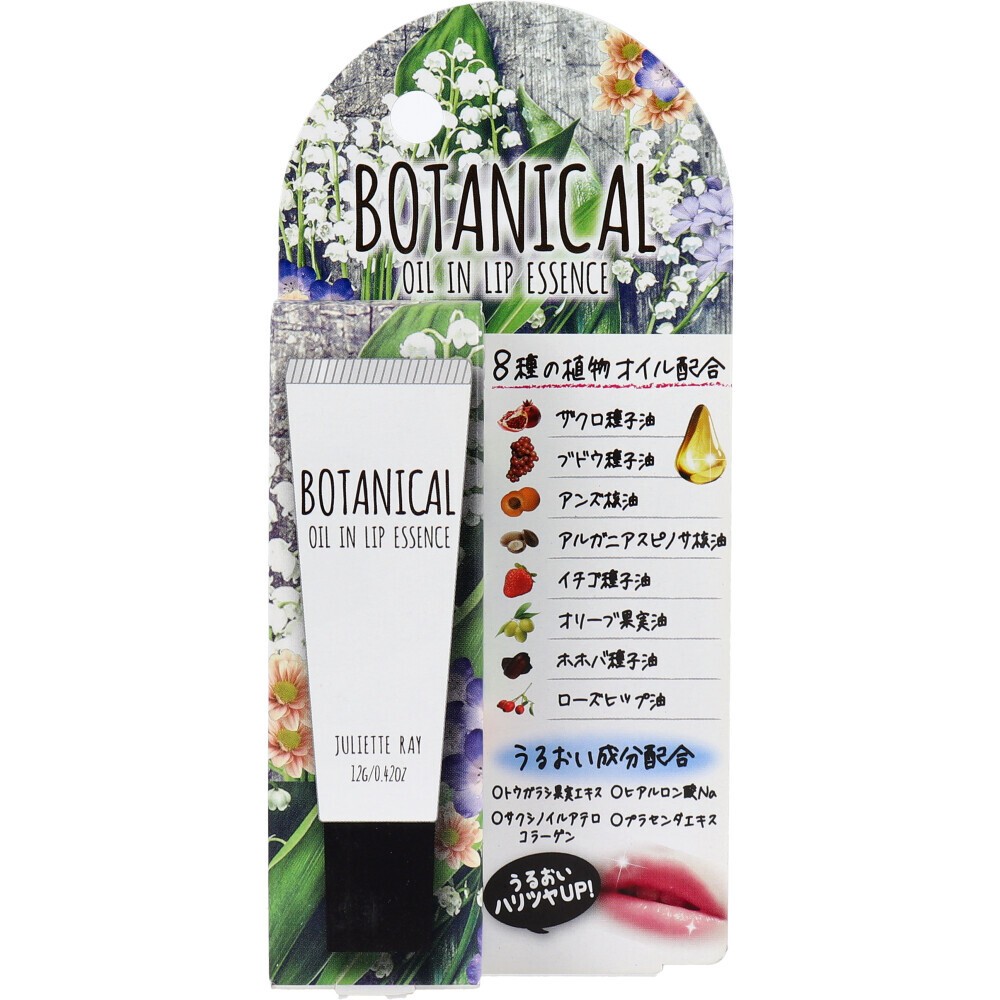 BOTANICAL
OIL IN LIP ESSENCE
BOTANICAL
OIL IN LIP ESSENCE
JULIETTE RAY
12G/0.42OZ
8種の植物オイル配合
ザクロ種子油
ブドウ種子油
アンズ核油
アルガニアスピノサ核油
イチゴ種子油
オリーブ果実油
ホホバ種子油
ローズヒップ油
うるおい成分配合
○トウガラシ果実エキス ○ヒアルロン酸Na
○サクシノイルアテロ ○プラセンタエキス
コラーゲン
うるおい
ハリツヤUP!